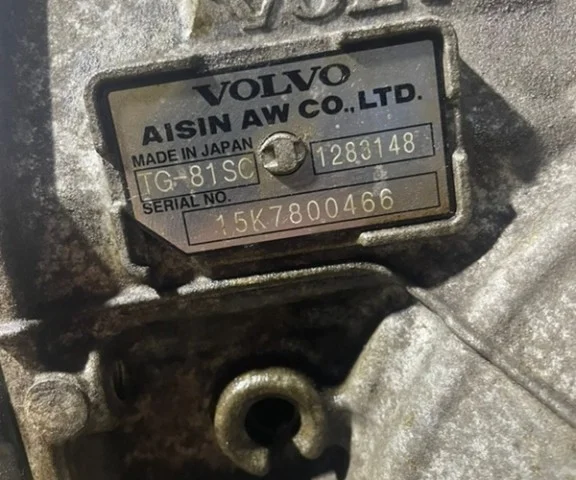 VOLVO
AISIN AW CO.,LTD.
MADE IN JAPAN
TG-81SC 1283148
SERIAL NO.
15K7800466